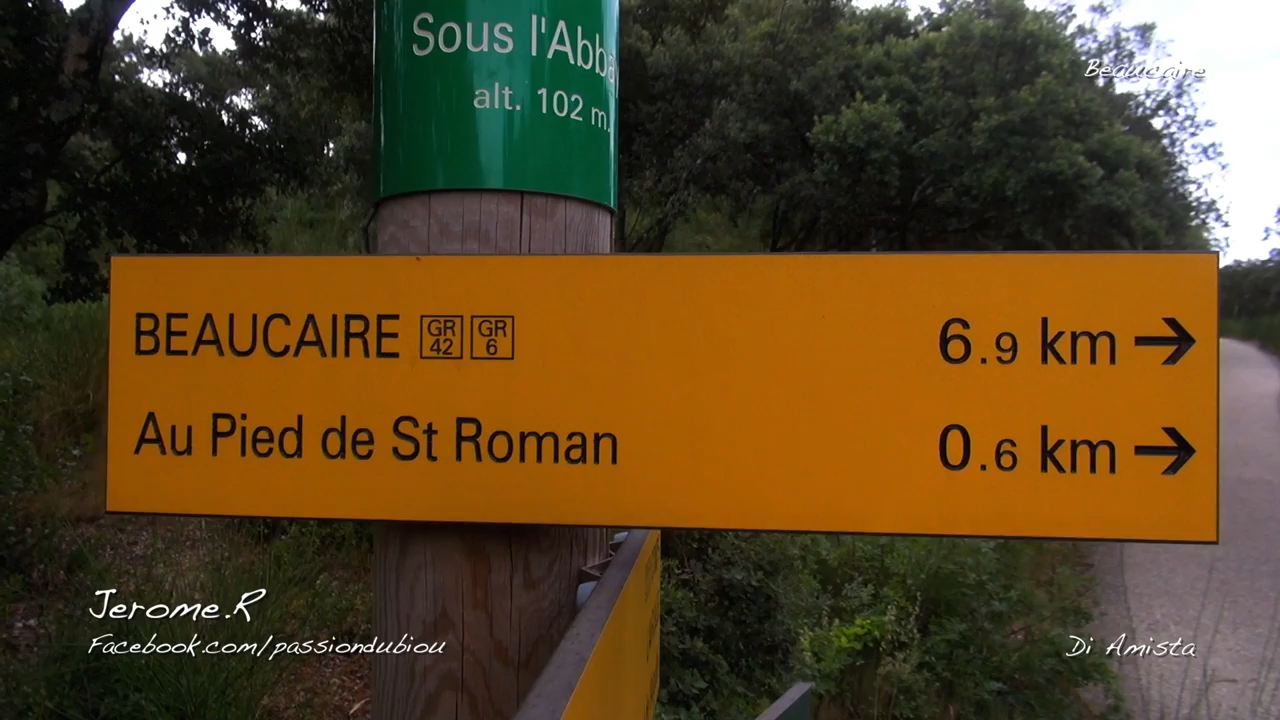 Sous l'Abba
alt. 102 m.
Beaucaire
BEAUCAIRE GR 42 GR 6 6.9 km →
Au Pied de St Roman 0.6 km →
Jerome.R
Facebook.com/passiondubiou
Di Amista